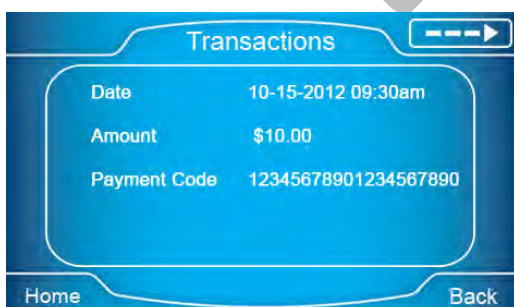 Transactions
Date 10-15-2012 09:30am
Amount $10.00
Payment Code 12345678901234567890
Home Back